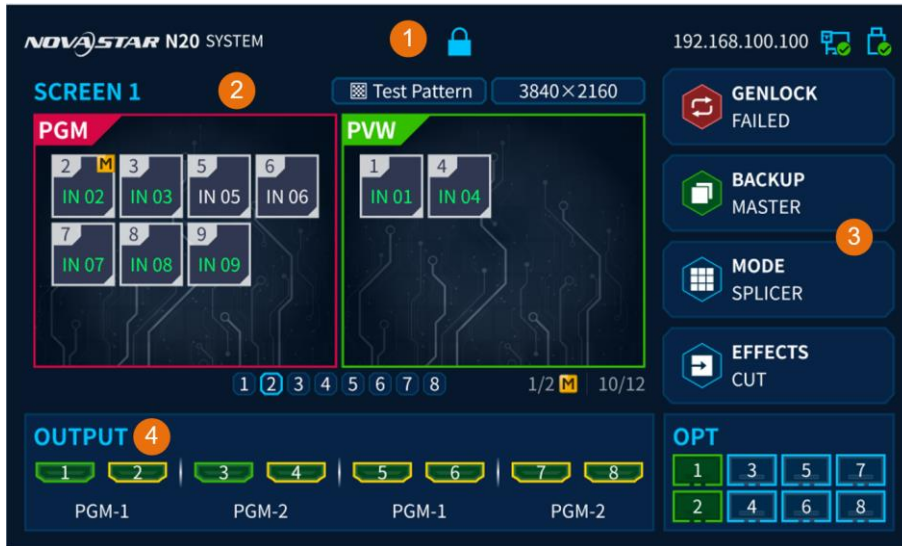 NOVASTAR N20 SYSTEM 1 192.168.100.100
SCREEN 1 2 Test Pattern 3840×2160
PGM
2 M 3 5 6
IN 02 IN 03 IN 05 IN 06
7 8 9
IN 07 IN 08 IN 09
PVW
1 4
IN 01 IN 04
1 2 3 4 5 6 7 8 1/2 M 10/12
GENLOCK
FAILED
BACKUP
MASTER
3
MODE
SPLICER
EFFECTS
CUT
OUTPUT 4
1 2 3 4 5 6 7 8
PGM-1 PGM-2 PGM-1 PGM-2
OPT
1 3 5 7
2 4 6 8